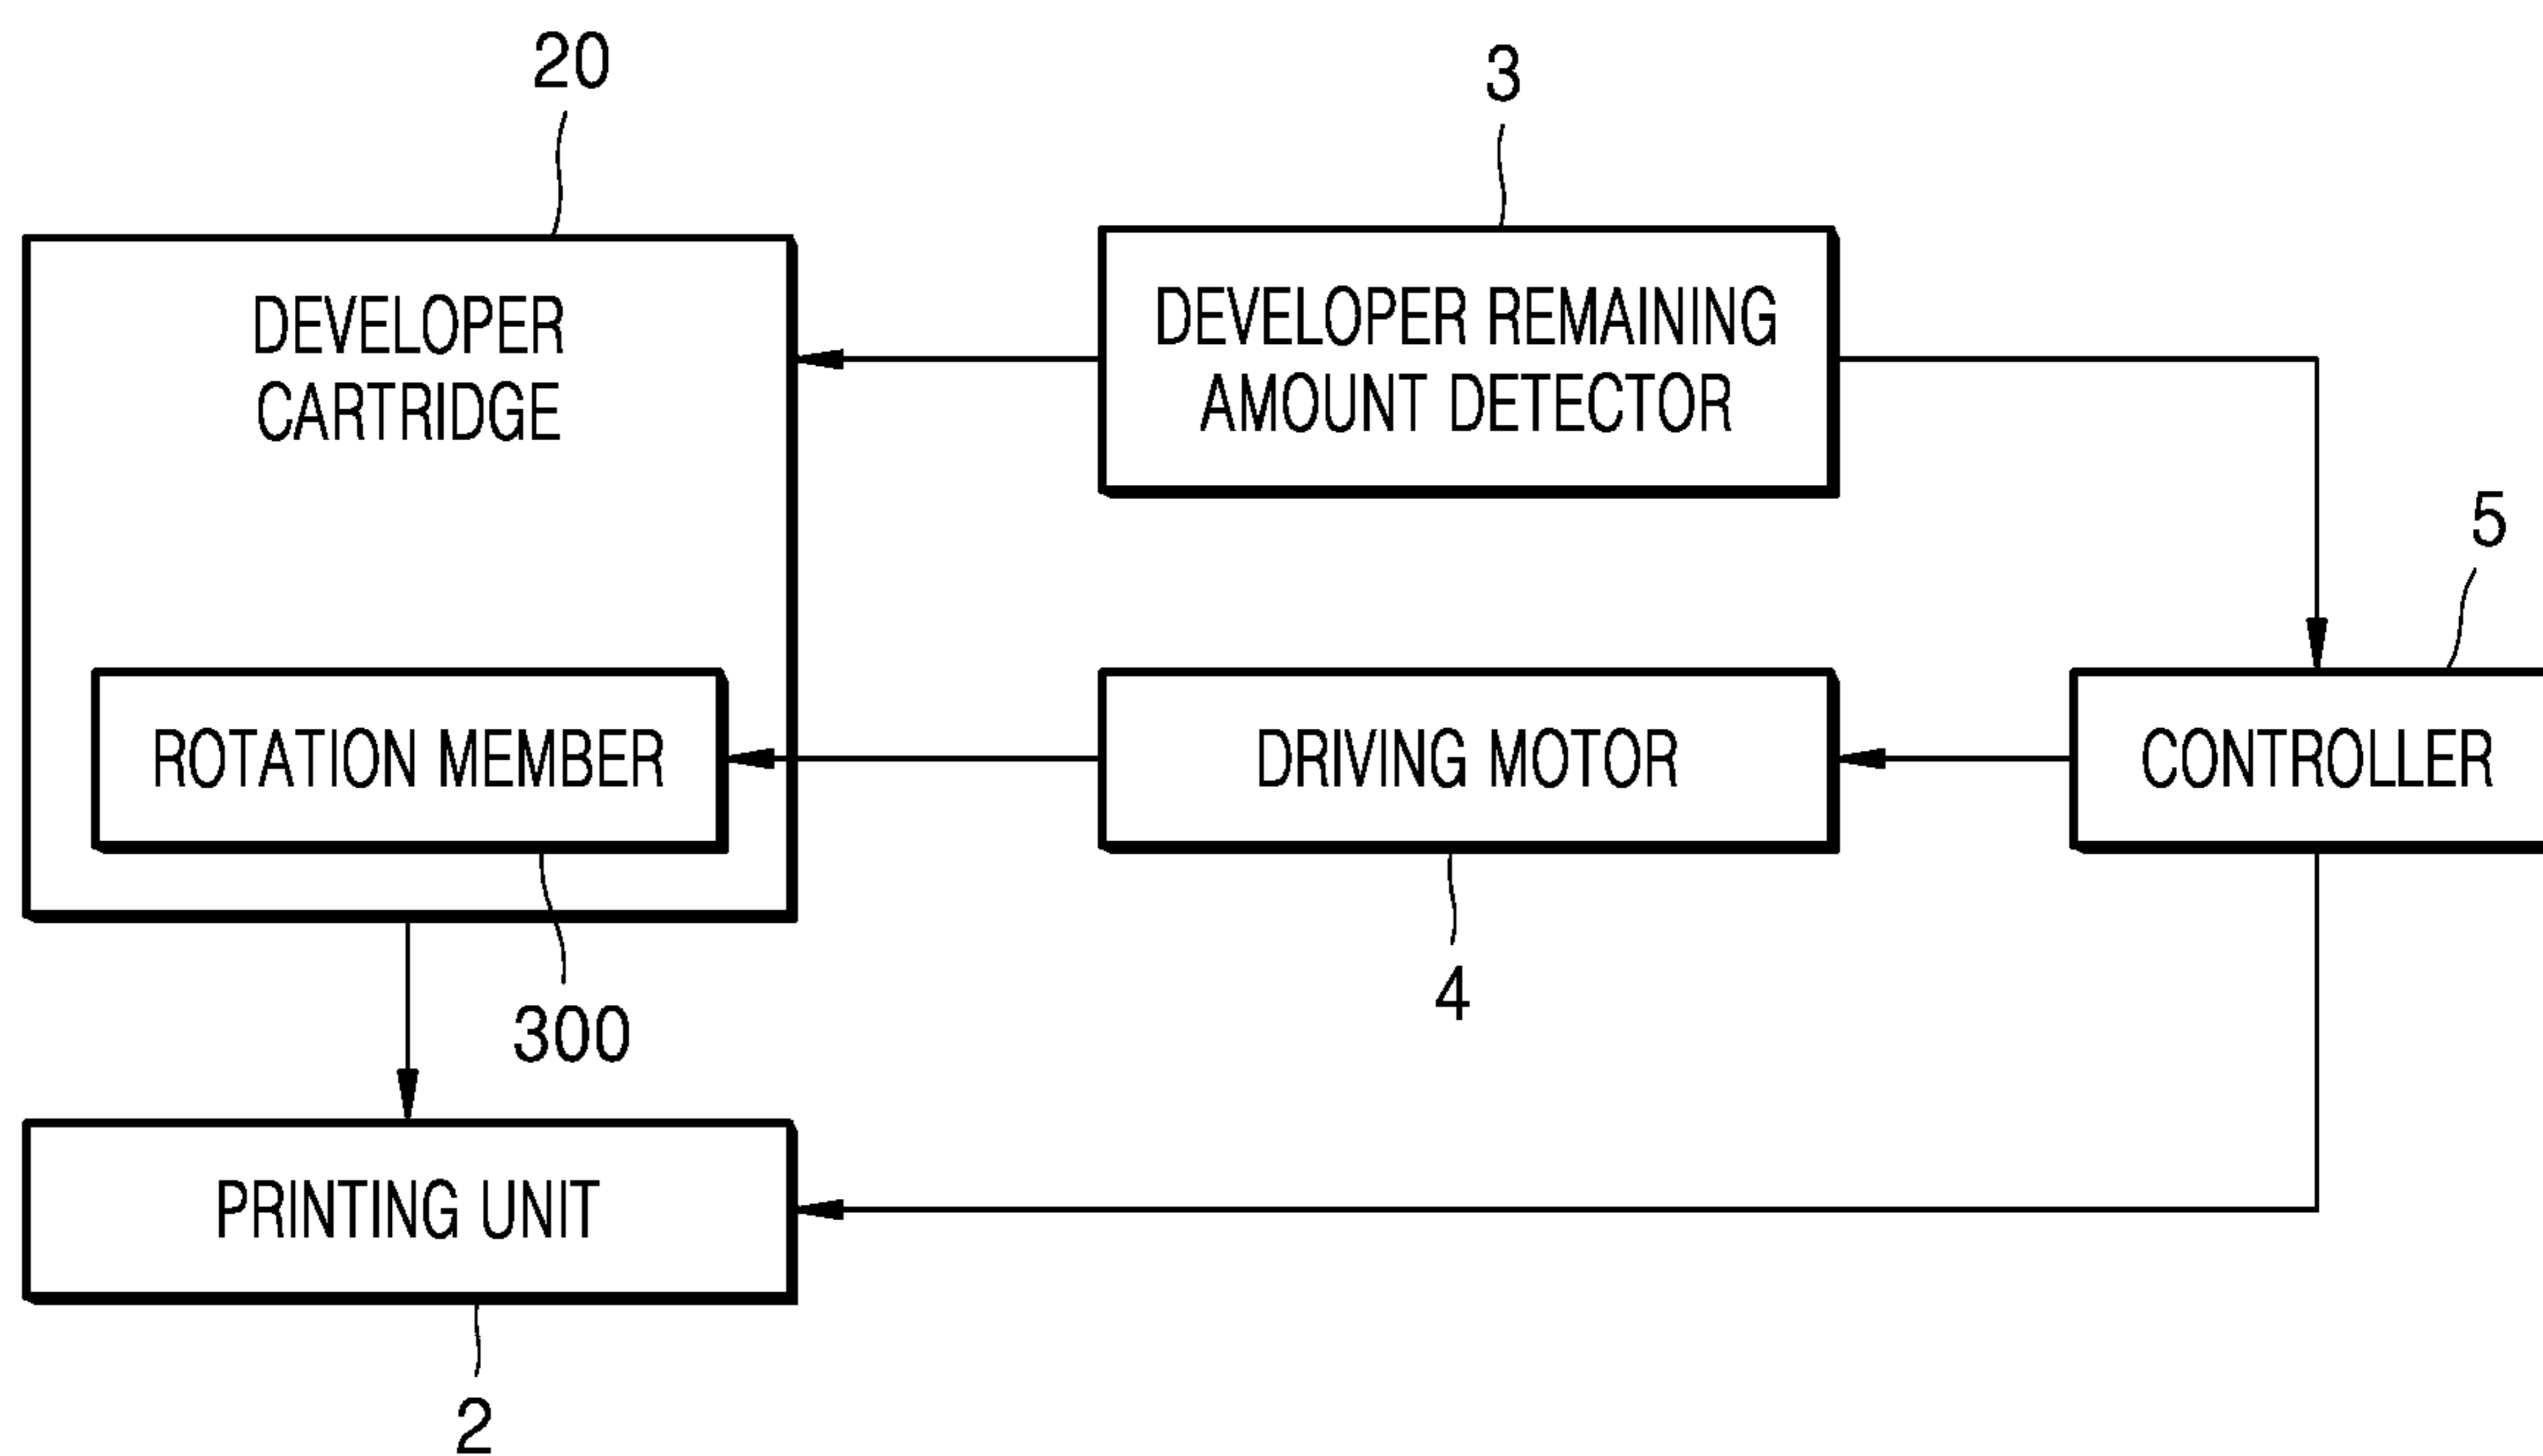 20
3
DEVELOPER
CARTRIDGE
DEVELOPER REMAINING
AMOUNT DETECTOR
5
ROTATION MEMBER
DRIVING MOTOR
CONTROLLER
300
4
PRINTING UNIT
2